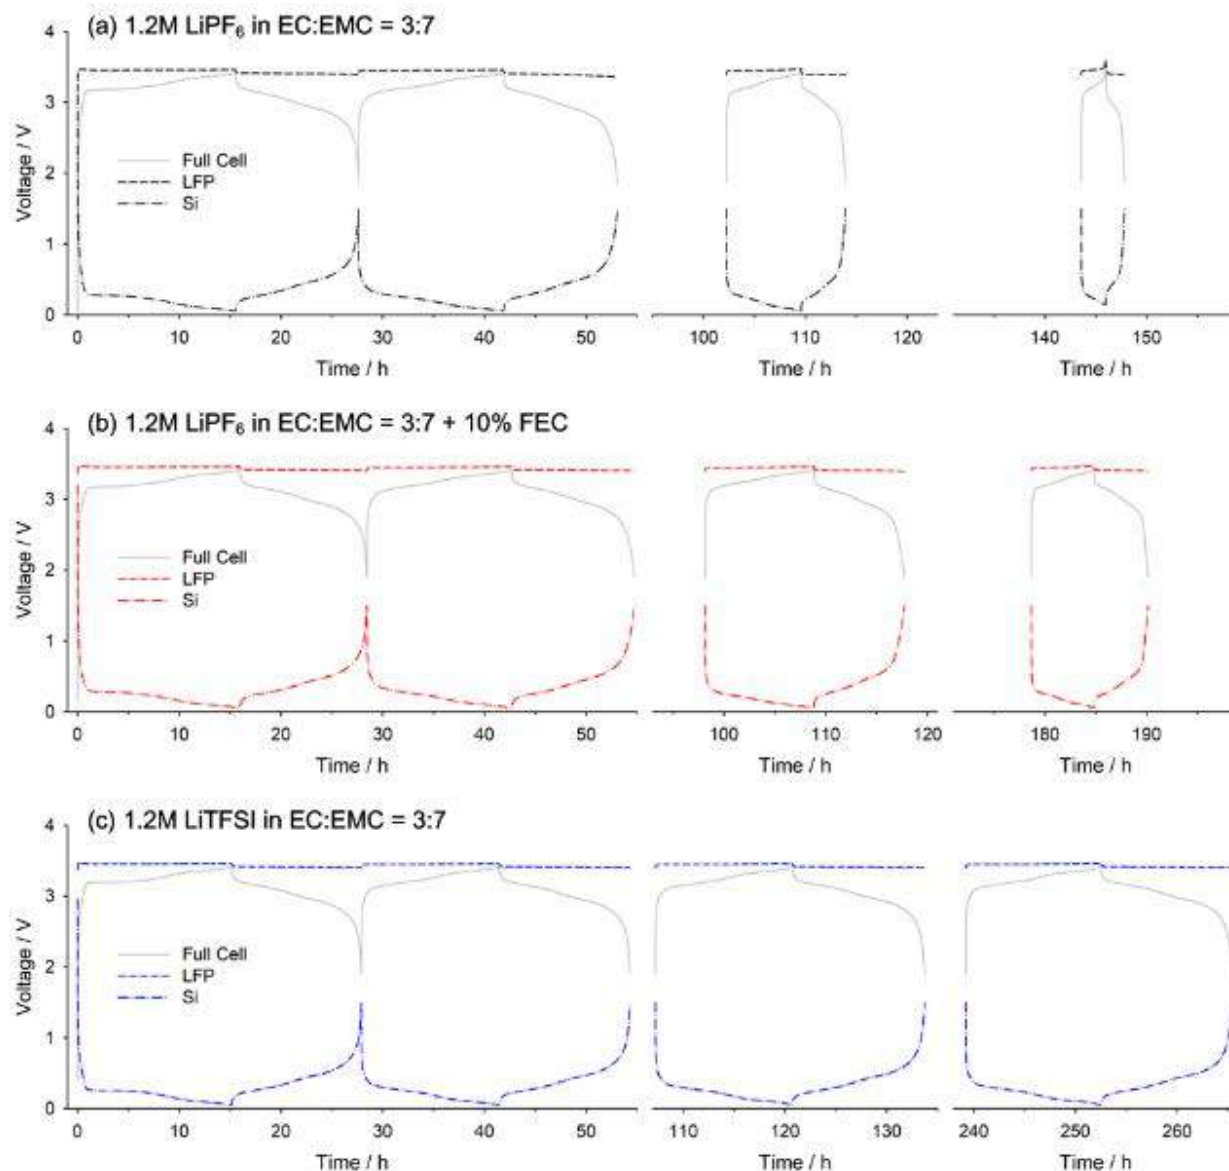 (a) 1.2M LiPF₆ in EC:EMC = 3:7
4
3
2
1
0
Voltage / V
Full Cell
LFP
Si
0 10 20 30 40 50 100 110 120 140 150
Time / h Time / h Time / h
(b) 1.2M LiPF₆ in EC:EMC = 3:7 + 10% FEC
4
3
2
1
0
Voltage / V
Full Cell
LFP
Si
0 10 20 30 40 50 100 110 120 180 190
Time / h Time / h Time / h
(c) 1.2M LiTFSI in EC:EMC = 3:7
4
3
2
1
0
Voltage / V
Full Cell
LFP
Si
0 10 20 30 40 50 110 120 130 240 250 260
Time / h Time / h Time / h